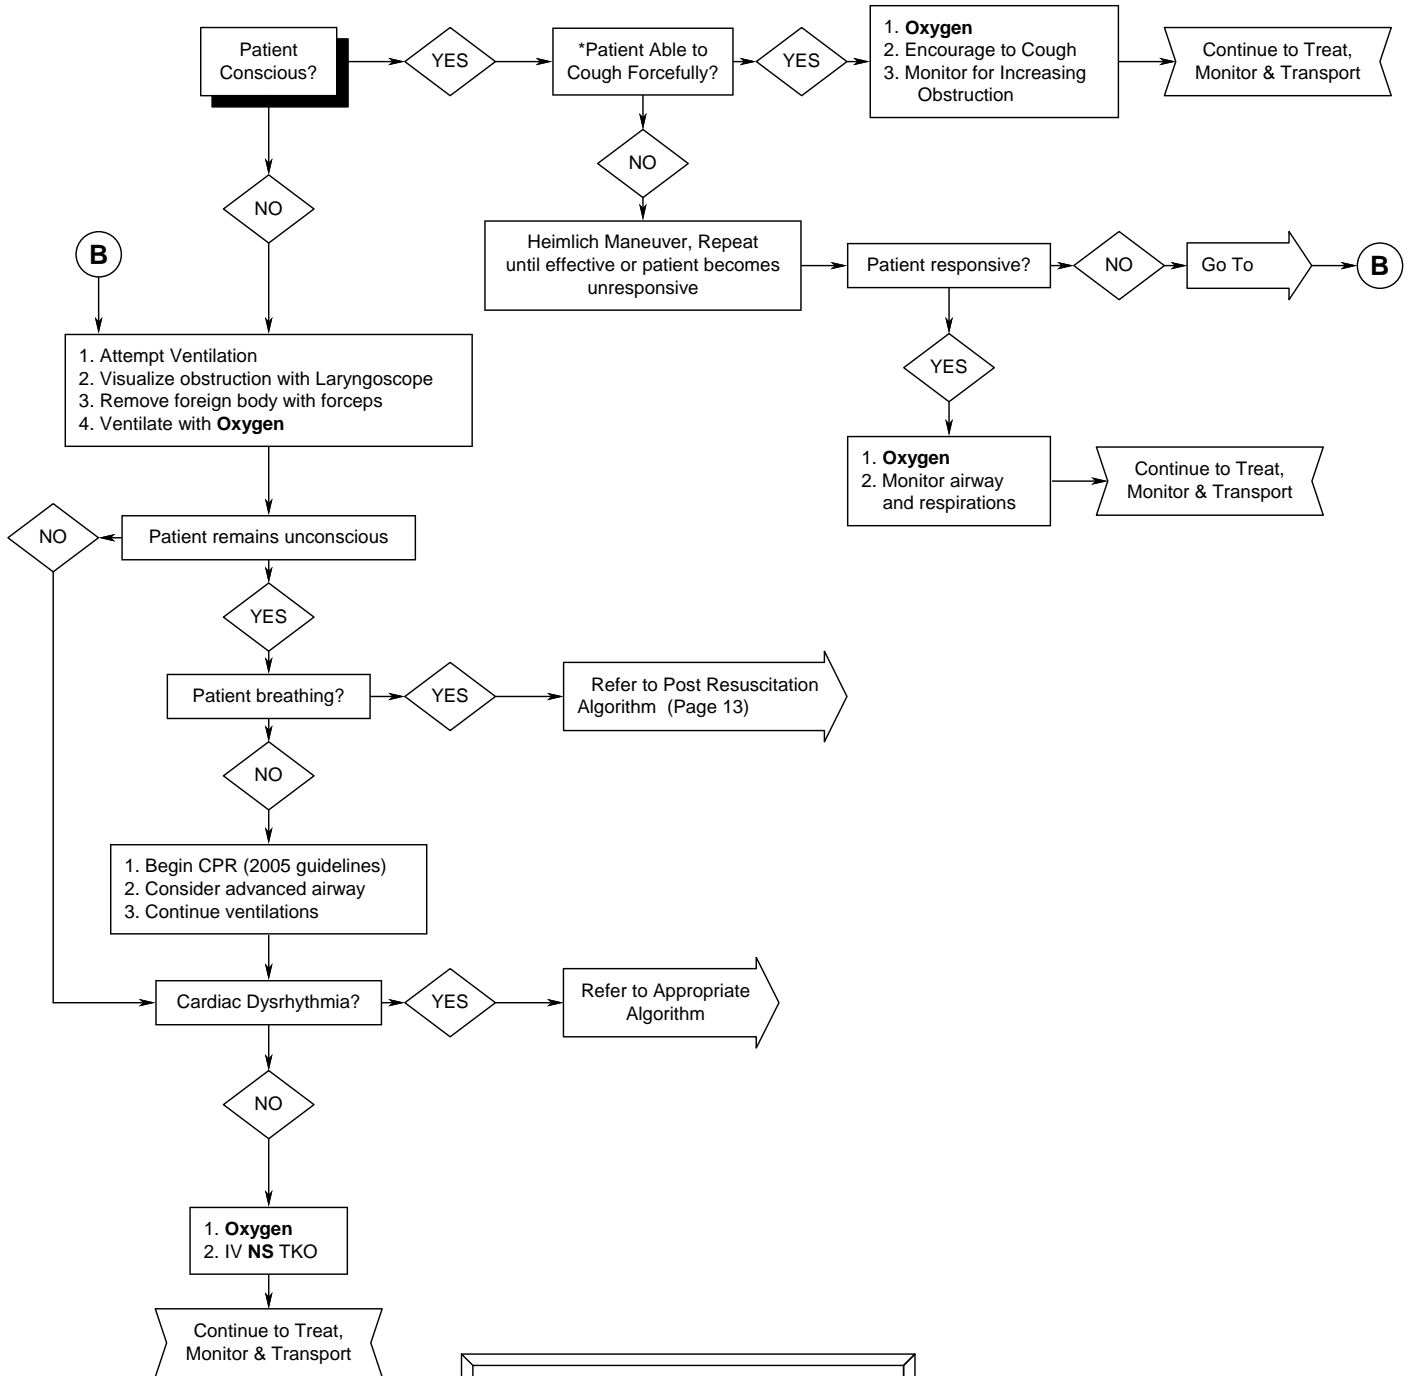 Patient
Conscious?
YES
*Patient Able to
Cough Forcefully?
YES
1. Oxygen
2. Encourage to Cough
3. Monitor for Increasing
Obstruction
Continue to Treat,
Monitor & Transport
NO
NO
Heimlich Maneuver, Repeat
until effective or patient becomes
unresponsive
Patient responsive?
NO
Go To
B
B
YES
1. Attempt Ventilation
2. Visualize obstruction with Laryngoscope
3. Remove foreign body with forceps
4. Ventilate with Oxygen
1. Oxygen
2. Monitor airway
and respirations
Continue to Treat,
Monitor & Transport
NO
Patient remains unconscious
YES
Patient breathing?
YES
Refer to Post Resuscitation
Algorithm (Page 13)
NO
1. Begin CPR (2005 guidelines)
2. Consider advanced airway
3. Continue ventilations
Cardiac Dysrhythmia?
YES
Refer to Appropriate
Algorithm
NO
1. Oxygen
2. IV NS TKO
Continue to Treat,
Monitor & Transport